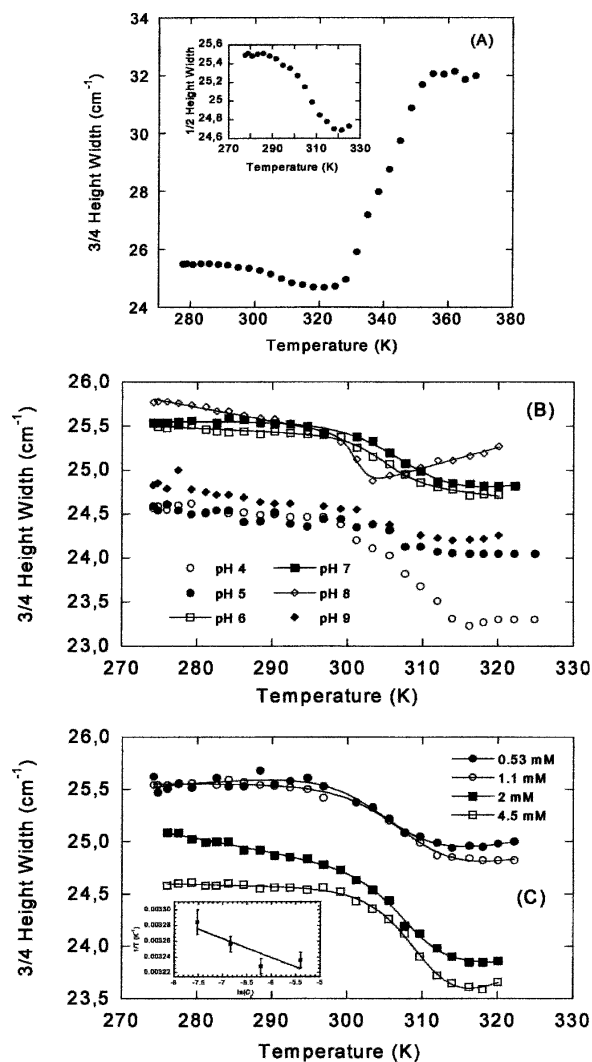 (A)
34
32
30
28
26
24
3/4 Height Width (cm⁻¹)
280 300 320 340 360 380
Temperature (K)
25,6
25,4
25,2
25
24,8
24,6
1/2 Height Width
270 290 310 330
Temperature (K)
(B)
26,0
25,5
25,0
24,5
24,0
23,5
23,0
3/4 Height Width (cm⁻¹)
pH 4
pH 5
pH 6
pH 7
pH 8
pH 9
270 280 290 300 310 320 330
Temperature (K)
26,0
25,5
25,0
24,5
24,0
23,5
3/4 Height Width (cm⁻¹)
0.53 mM
1.1 mM
2 mM
4.5 mM
(C)
0.00330
0.00328
0.00326
0.00324
0.00322
1/T (K⁻¹)
-8 -7.5 -7 -6.5 -6 -5.5 -5
270 280 290 300 310 320 330
Temperature (K)